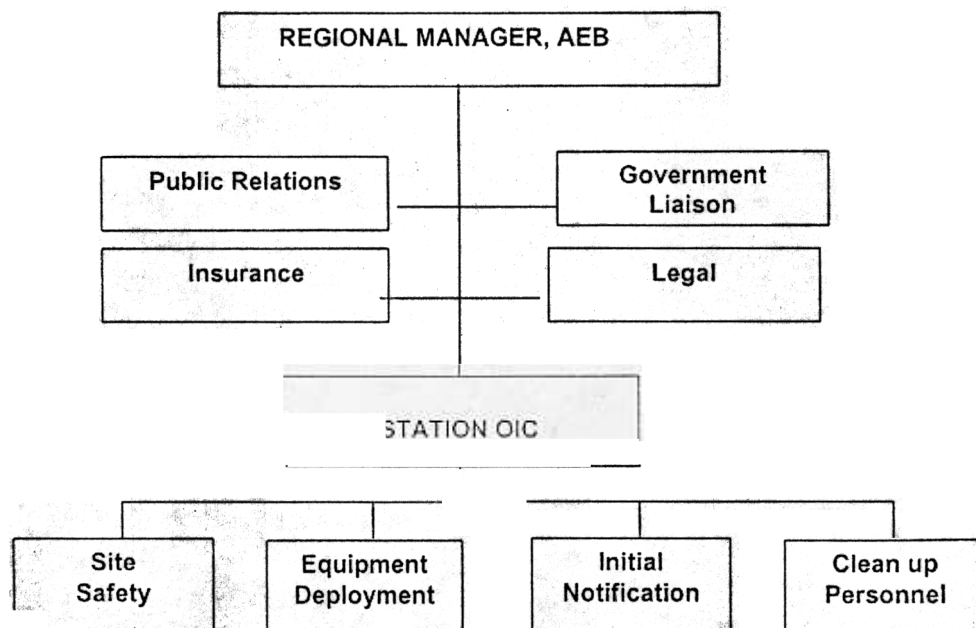 REGIONAL MANAGER, AEB
Public Relations
Government
Liaison
Insurance
Legal
STATION OIC
Site
Safety
Equipment
Deployment
Initial
Notification
Clean up
Personnel